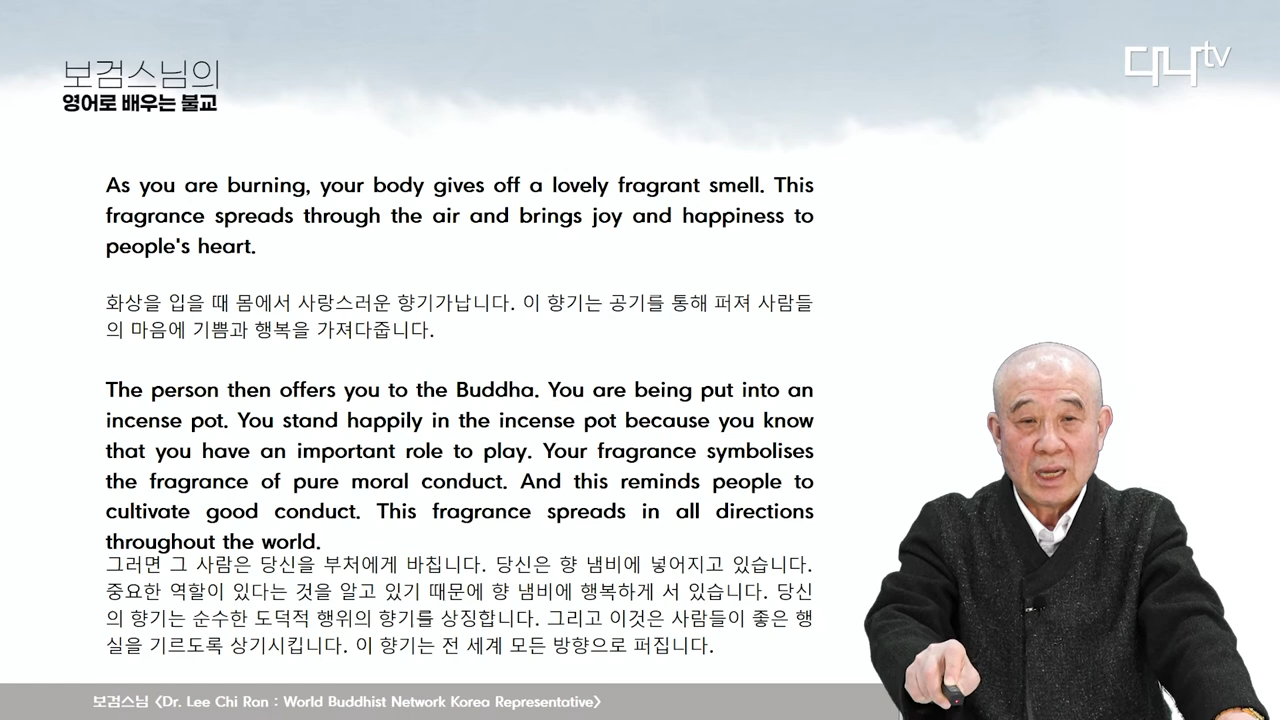 보검스님의
영어로 배우는 불교
다나tv
As you are burning, your body gives off a lovely fragrant smell. This
fragrance spreads through the air and brings joy and happiness to
people's heart.
화상을 입을 때 몸에서 사랑스러운 향기가납니다. 이 향기는 공기를 통해 퍼져 사람들
의 마음에 기쁨과 행복을 가져다줍니다.
The person then offers you to the Buddha. You are being put into an
incense pot. You stand happily in the incense pot because you know
that you have an important role to play. Your fragrance symbolises
the fragrance of pure moral conduct. And this reminds people to
cultivate good conduct. This fragrance spreads in all directions
throughout the world.
그러면 그 사람은 당신을 부처에게 바칩니다. 당신은 향 냄비에 넣어지고 있습니다.
중요한 역할이 있다는 것을 알고 있기 때문에 향 냄비에 행복하게 서 있습니다. 당신
의 향기는 순수한 도덕적 행위의 향기를 상징합니다. 그리고 이것은 사람들이 좋은 행
실을 기르도록 상기시킵니다. 이 향기는 전 세계 모든 방향으로 퍼집니다.
보검스님 <Dr. Lee Chi Ran : World Buddhist Network Korea Representative>